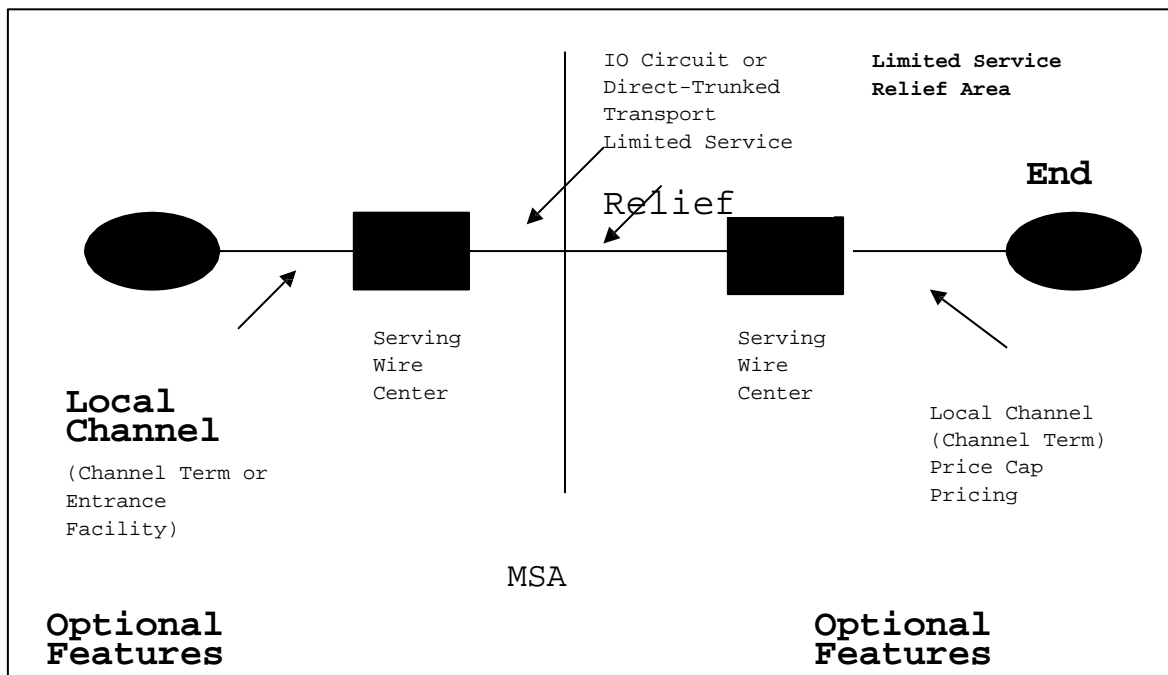 IO Circuit or
Direct-Trunked
Transport
Limited Service
Relief
Limited Service
Relief Area
End
Serving
Wire
Center
Serving
Wire
Center
Local
Channel
(Channel Term or
Entrance
Facility)
Local Channel
(Channel Term)
Price Cap
Pricing
MSA
Optional
Features
Optional
Features